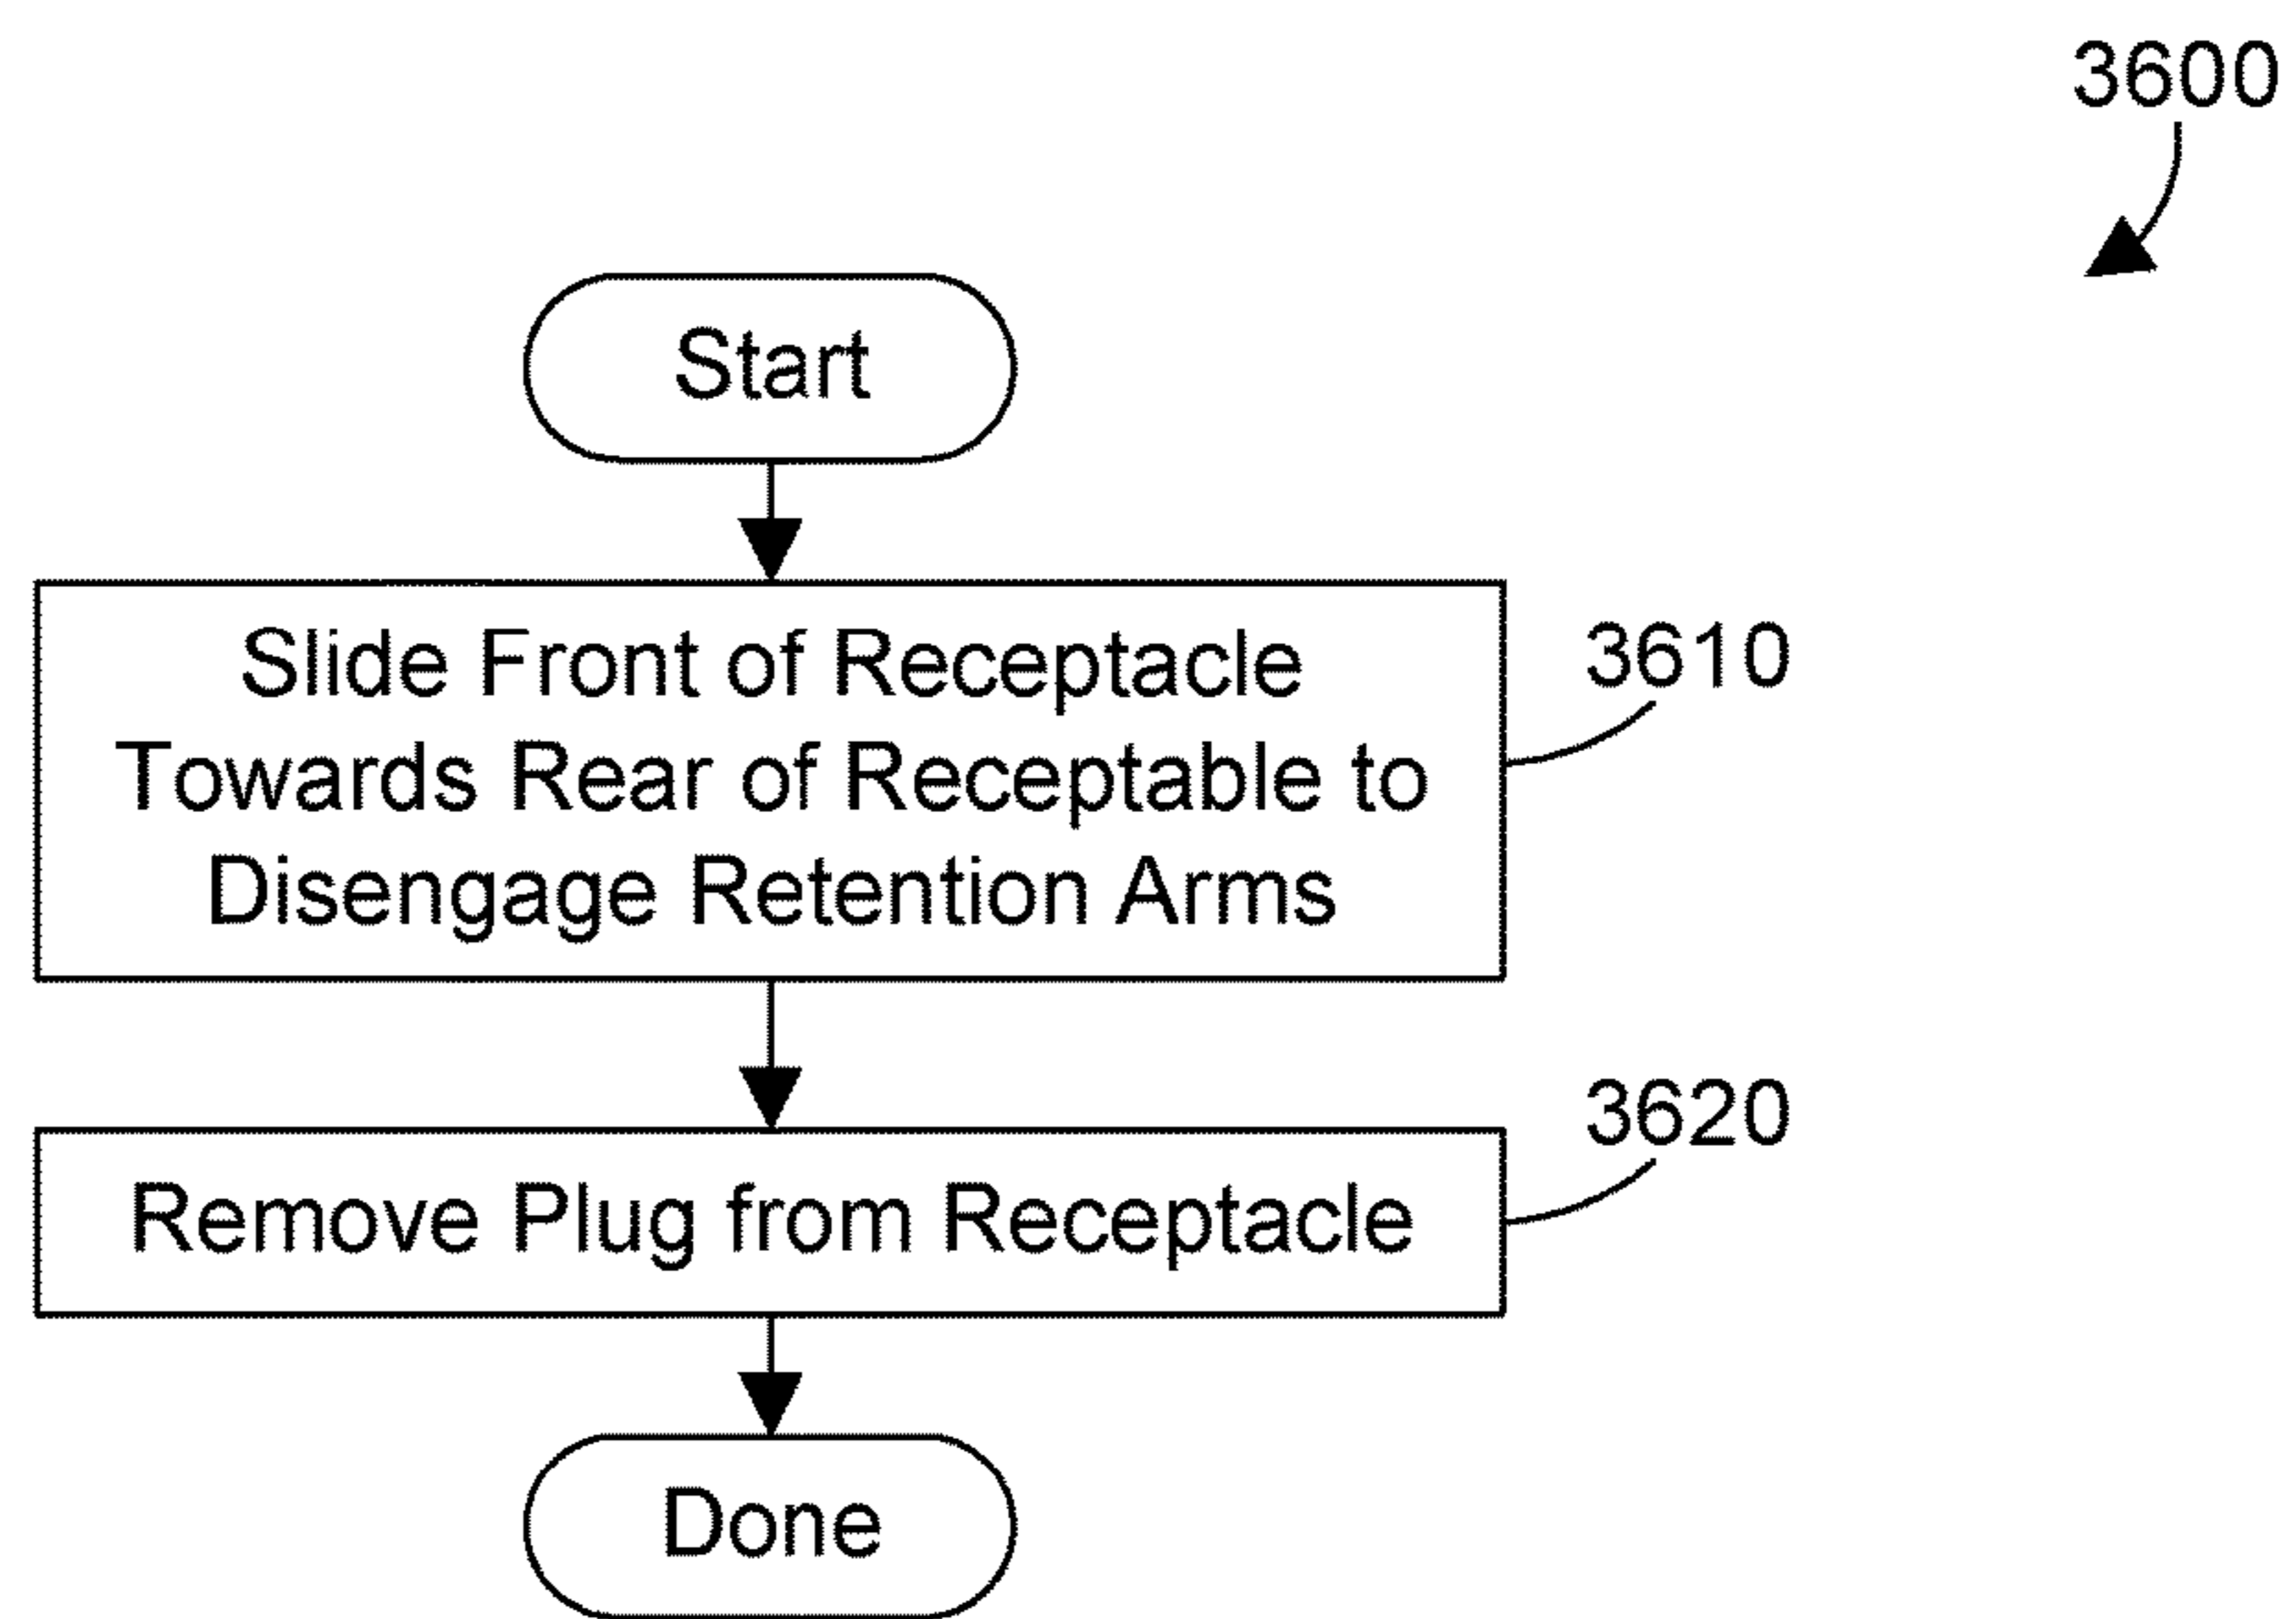 3600
Start
Slide Front of Receptacle
Towards Rear of Receptable to
Disengage Retention Arms
3610
Remove Plug from Receptacle
3620
Done